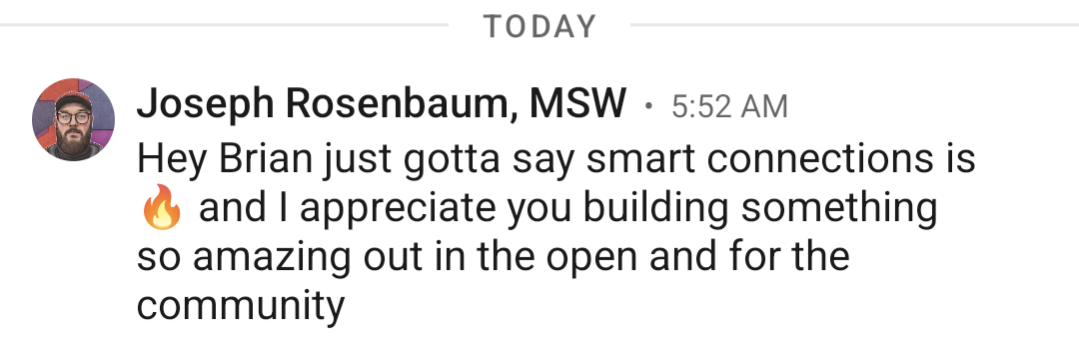 TODAY
Joseph Rosenbaum, MSW • 5:52 AM
Hey Brian just gotta say smart connections is
🔥 and I appreciate you building something
so amazing out in the open and for the
community